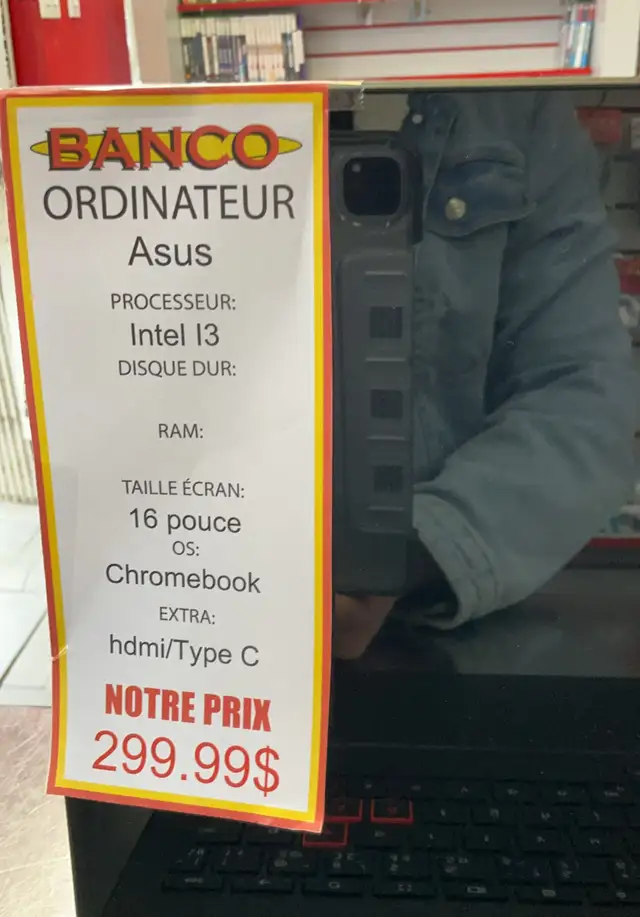 BANCO
ORDINATEUR
Asus
PROCESSEUR:
Intel I3
DISQUE DUR:
RAM:
TAILLE ÉCRAN:
16 pouce
OS:
Chromebook
EXTRA:
hdmi/Type C
NOTRE PRIX
299.99$